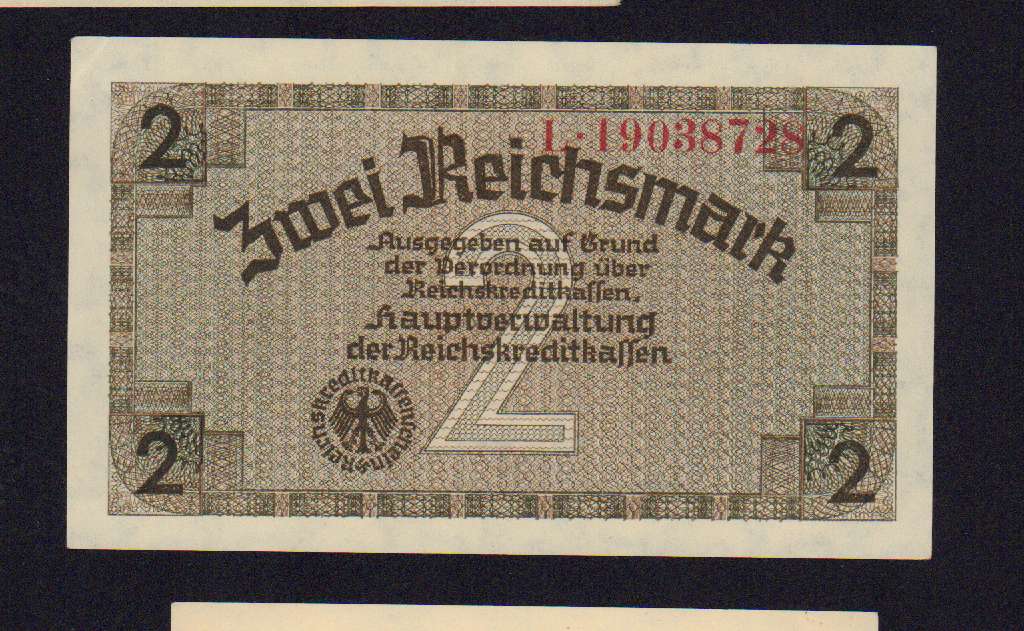 2 2
L·19038728
Zwei Reichsmark
Ausgegeben auf Grund
der Verordnung über
Reichskreditkassen.
Hauptverwaltung
der Reichskreditkassen
2
2 2